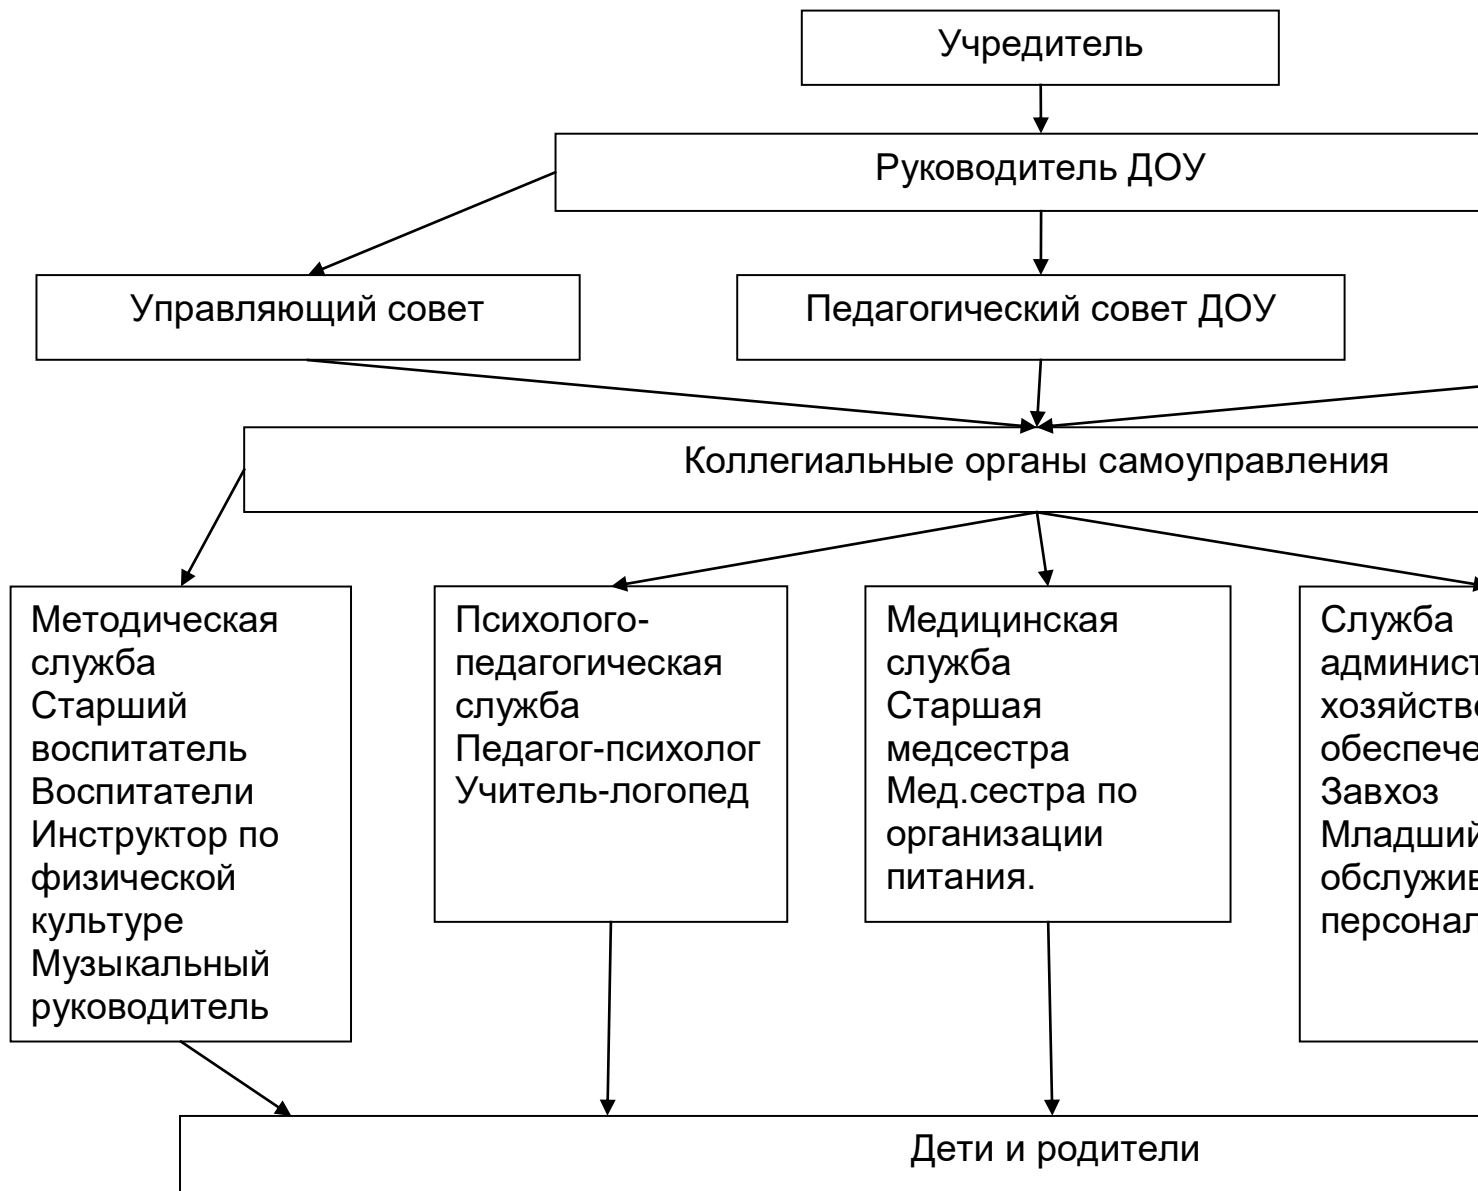 Учредитель
Руководитель ДОУ
Управляющий совет
Педагогический совет ДОУ
Коллегиальные органы самоуправления
Методическая
служба
Старший
воспитатель
Воспитатели
Инструктор по
физической
культуре
Музыкальный
руководитель
Психолого-
педагогическая
служба
Педагог-психолог
Учитель-логопед
Медицинская
служба
Старшая
медсестра
Мед.сестра по
организации
питания.
Служба
Завхоз
Младший
персонал
Дети и родители